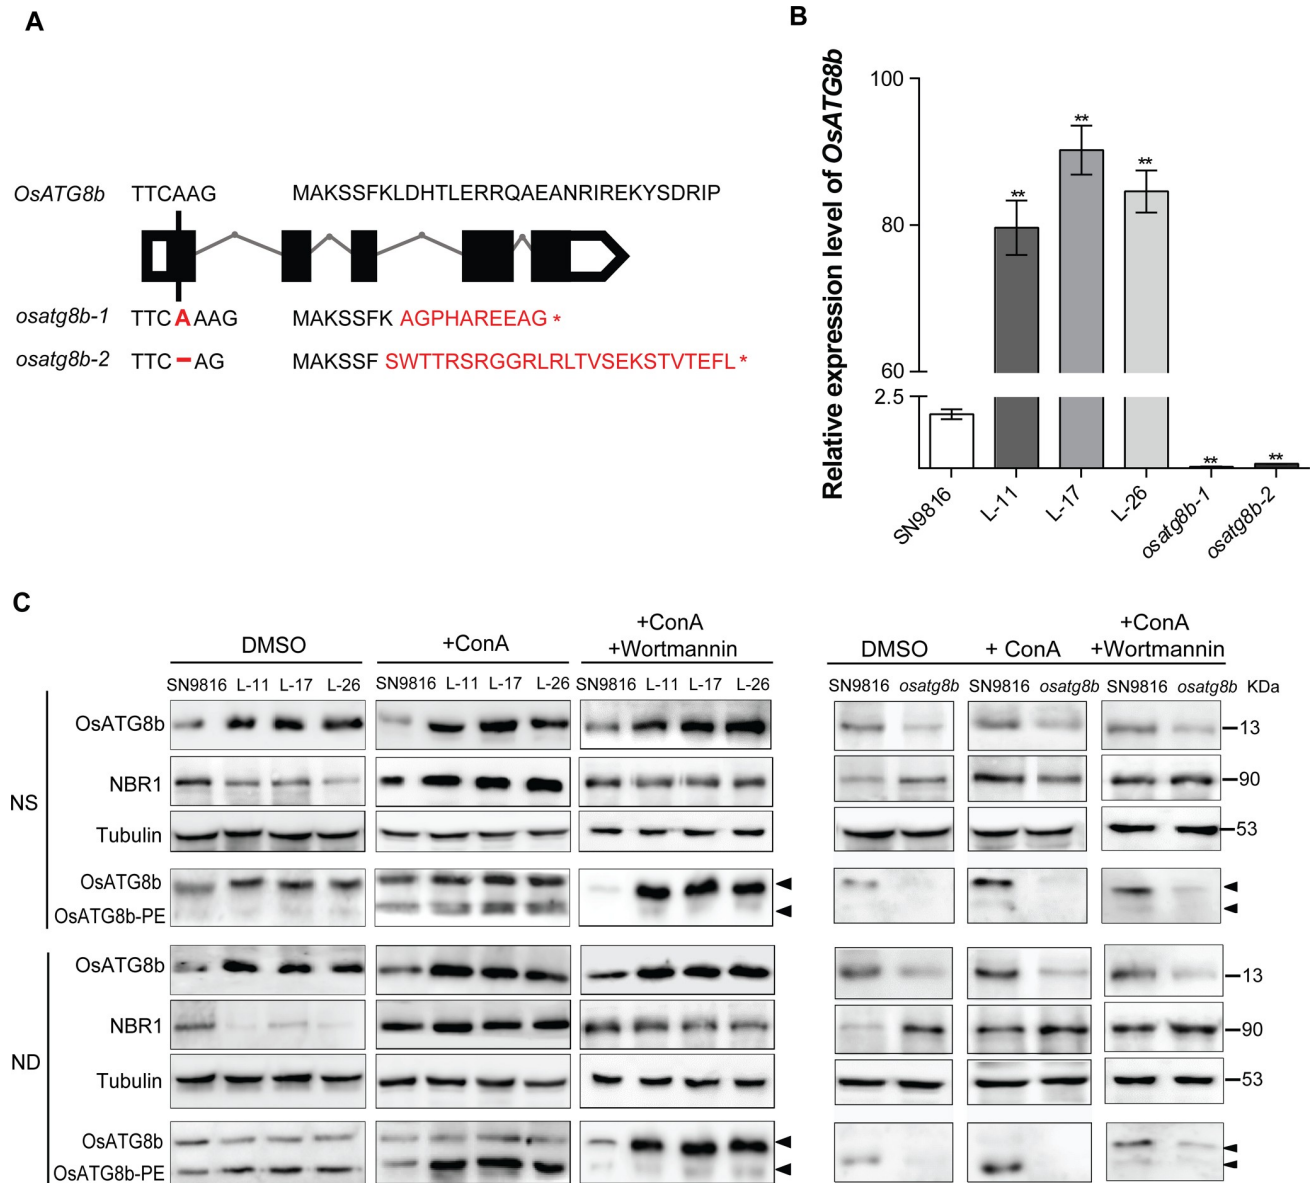 A
B
Relative expression level of OsATG8b
100
80
60
2.5
**
**
**
**
**
SN9816
L-11
L-17
L-26
osatg8b-1
osatg8b-2
OsATG8b TTCAAG MAKSSFKLDHTLERRQAEANRIREKYSDRIP
osatg8b-1 TTCAAAG MAKSSFK AGPHAREEAG *
osatg8b-2 TTC–AG MAKSSF SWTTRSRGGRLRLTVSEKSTVTEFL *
C
DMSO +ConA +ConA +Wortmannin DMSO + ConA +ConA +Wortmannin
SN9816 L-11 L-17 L-26 SN9816 L-11 L-17 L-26 SN9816 L-11 L-17 L-26 SN9816 osatg8b SN9816 osatg8b SN9816 osatg8b KDa
NS
OsATG8b 13
NBR1 90
Tubulin 53
OsATG8b
OsATG8b-PE
ND
OsATG8b 13
NBR1 90
Tubulin 53
OsATG8b
OsATG8b-PE